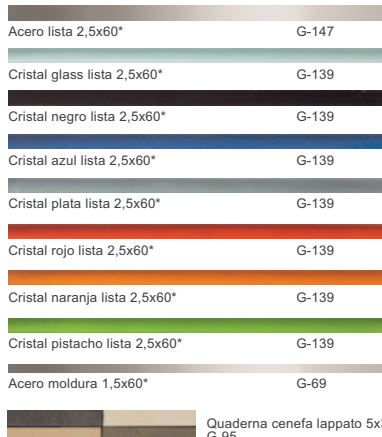 Acero lista 2,5x60* G-147
Cristal glass lista 2,5x60* G-139
Cristal negro lista 2,5x60* G-139
Cristal azul lista 2,5x60* G-139
Cristal plata lista 2,5x60* G-139
Cristal rojo lista 2,5x60* G-139
Cristal naranja lista 2,5x60* G-139
Cristal pistacho lista 2,5x60* G-139
Acero moldura 1,5x60* G-69
Quaderna cenefa lappato
G-95